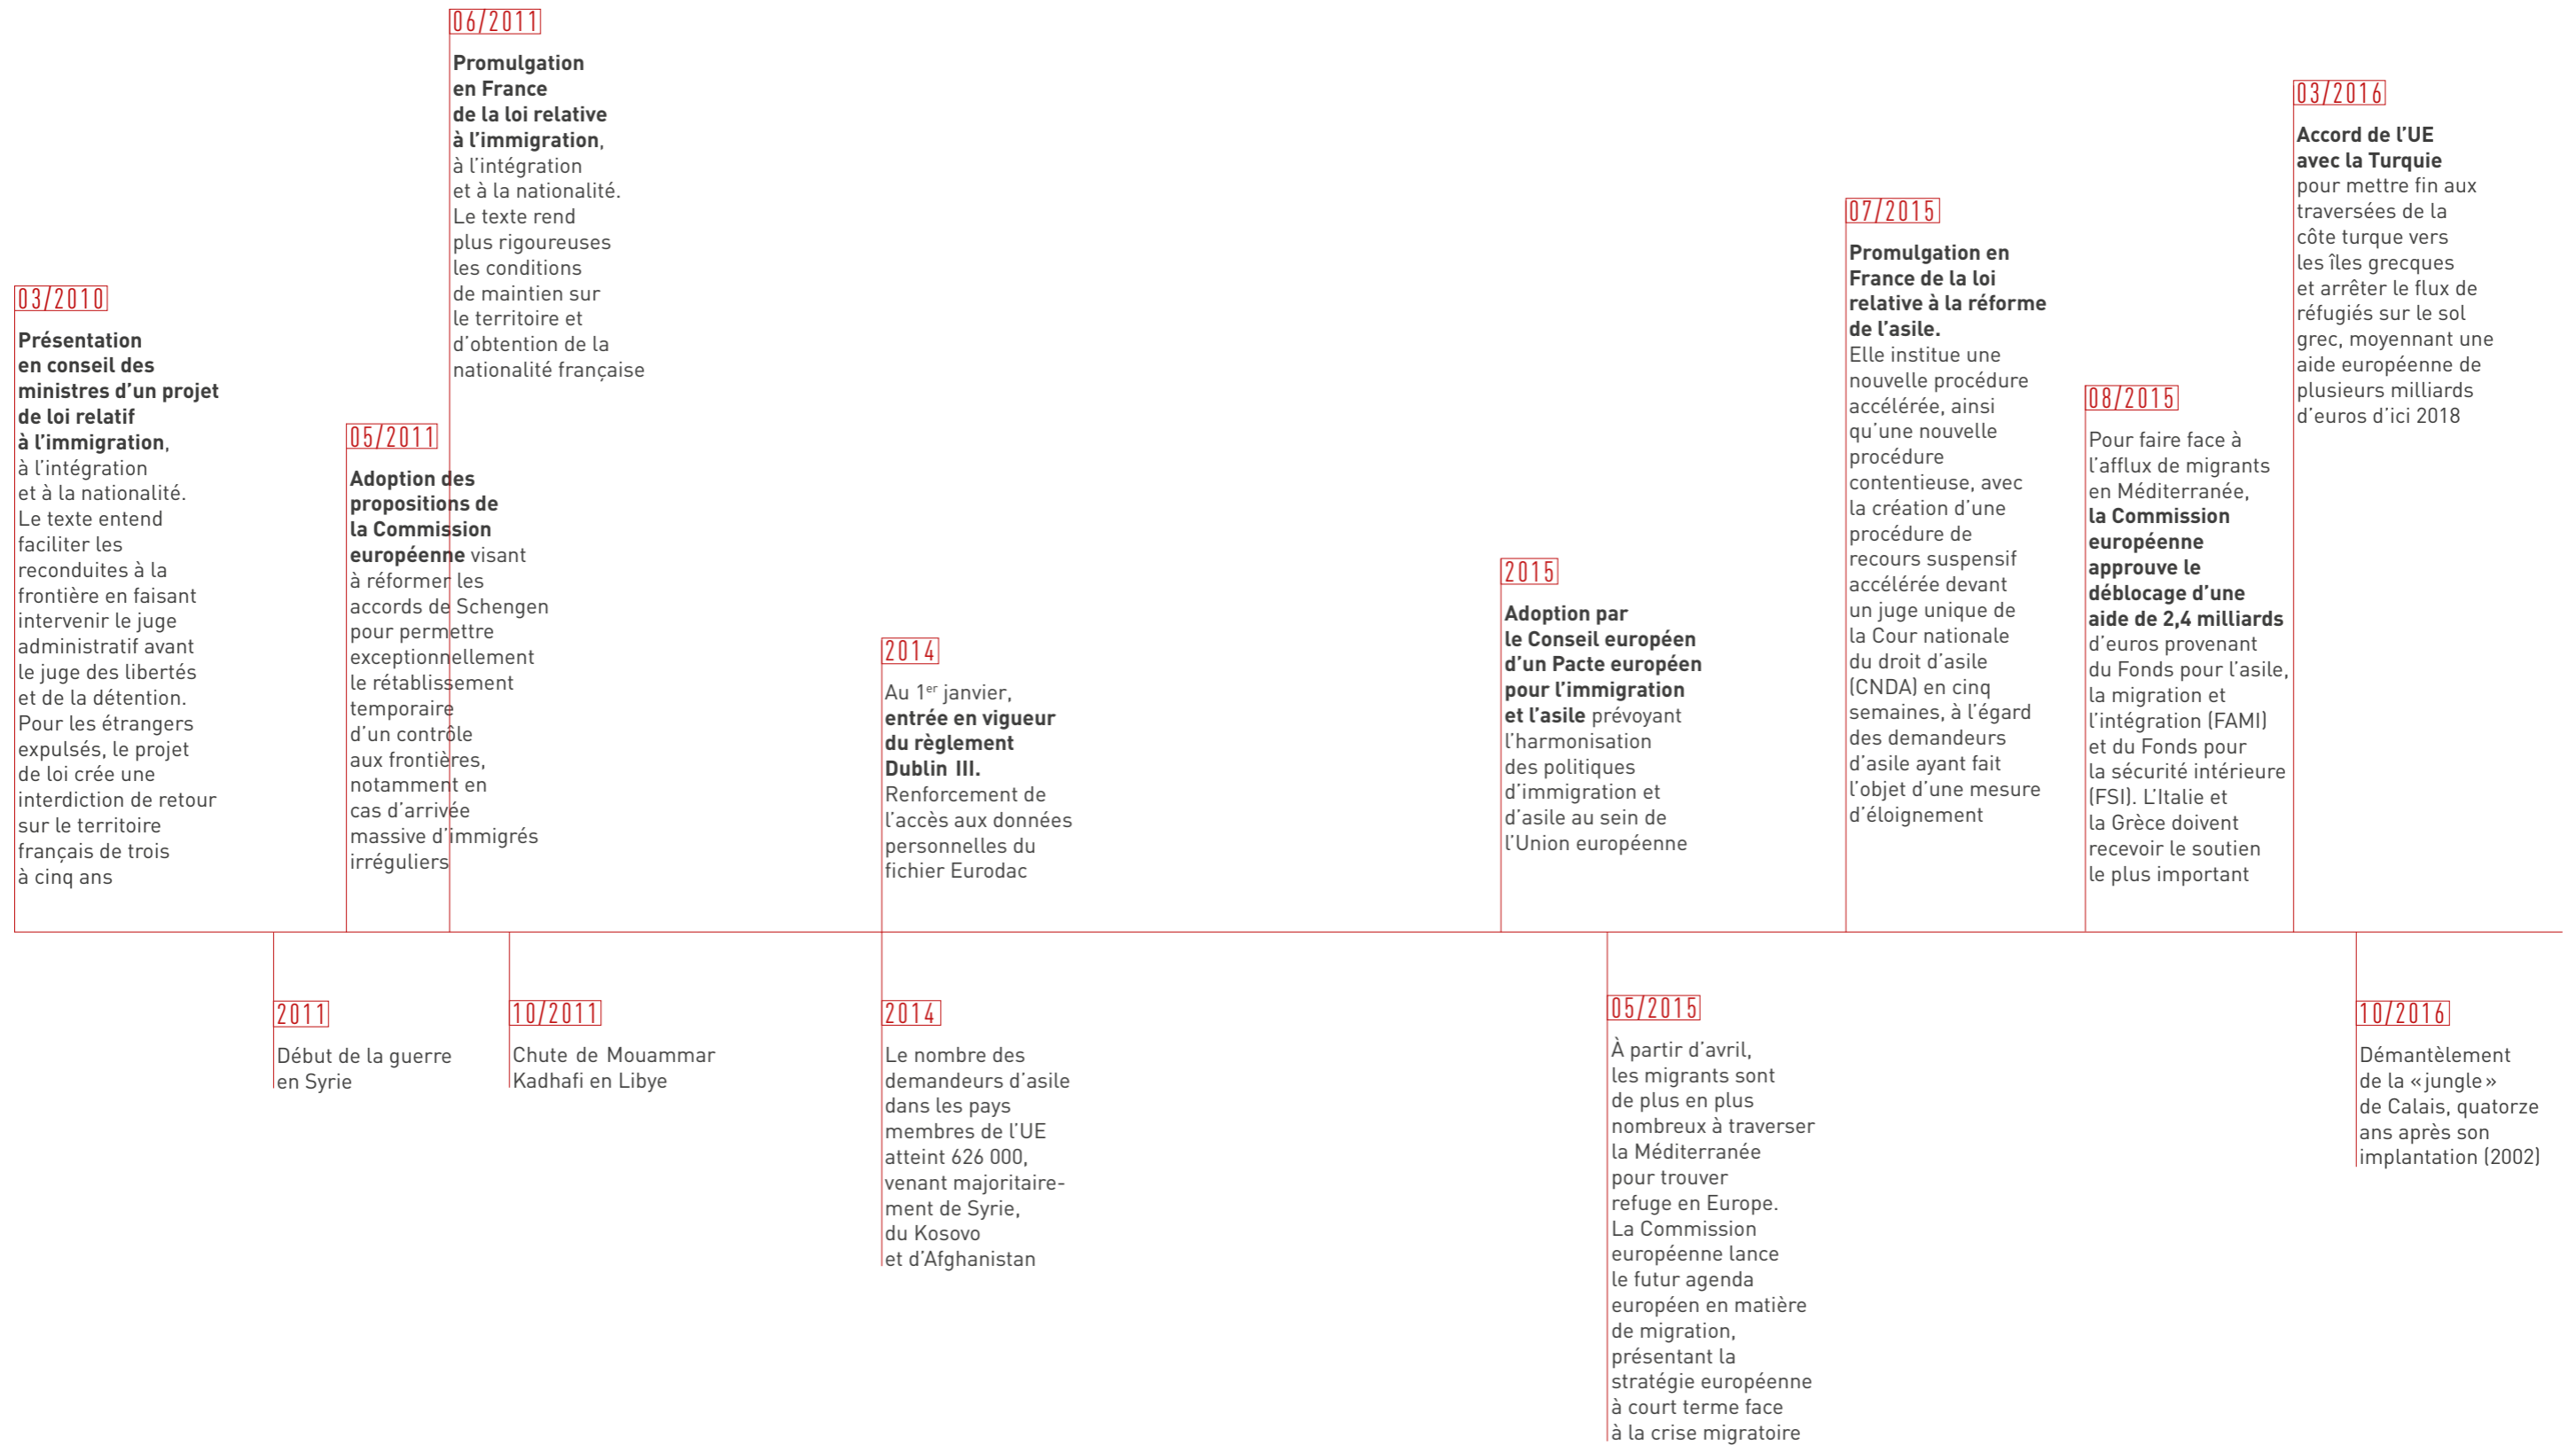 03/2010
Présentation
en conseil des
ministres d’un projet
de loi relatif
à l’immigration,
à l’intégration
et à la nationalité.
Le texte entend
faciliter les
reconduites à la
frontière en faisant
intervenir le juge
administratif avant
le juge des libertés
et de la détention.
Pour les étrangers
expulsés, le projet
de loi crée une
interdiction de retour
sur le territoire
français de trois
à cinq ans
2011
Début de la guerre
en Syrie
05/2011
Adoption des
propositions de
la Commission
européenne visant
à réformer les
accords de Schengen
pour permettre
exceptionnellement
le rétablissement
temporaire
d’un contrôle
aux frontières,
notamment en
cas d’arrivée
massive d’immigrés
irréguliers
06/2011
Promulgation
en France
de la loi relative
à l’immigration,
à l’intégration
et à la nationalité.
Le texte rend
plus rigoureuses
les conditions
de maintien sur
le territoire et
d’obtention de la
nationalité française
10/2011
Chute de Mouammar
Kadhafi en Libye
2014
Au 1er janvier,
entrée en vigueur
du règlement
Dublin III.
Renforcement de
l’accès aux données
personnelles du
fichier Eurodac
2014
Le nombre des
demandeurs d’asile
dans les pays
membres de l’UE
atteint 626 000,
venant majoritaire-
ment de Syrie,
du Kosovo
et d’Afghanistan
2015
Adoption par
le Conseil européen
d’un Pacte européen
pour l’immigration
et l’asile prévoyant
l’harmonisation
des politiques
d’immigration et
d’asile au sein de
l’Union européenne
05/2015
À partir d’avril,
les migrants sont
de plus en plus
nombreux à traverser
la Méditerranée
pour trouver
refuge en Europe.
La Commission
européenne lance
le futur agenda
européen en matière
de migration,
présentant la
stratégie européenne
à court terme face
à la crise migratoire
07/2015
Promulgation en
France de la loi
relative à la réforme
de l’asile.
Elle institue une
nouvelle procédure
accélérée, ainsi
qu’une nouvelle
procédure
contentieuse, avec
la création d’une
procédure de
recours suspensif
accélérée devant
un juge unique de
la Cour nationale
du droit d’asile
(CNDA) en cinq
semaines, à l’égard
des demandeurs
d’asile ayant fait
l’objet d’une mesure
d’éloignement
08/2015
Pour faire face à
l’afflux de migrants
en Méditerranée,
la Commission
européenne
approuve le
déblocage d’une
aide de 2,4 milliards
d’euros provenant
du Fonds pour l’asile,
la migration et
l’intégration (FAMI)
et du Fonds pour
la sécurité intérieure
(FSI). L’Italie et
la Grèce doivent
recevoir le soutien
le plus important
03/2016
Accord de l’UE
avec la Turquie
pour mettre fin aux
traversées de la
côte turque vers
les îles grecques
et arrêter le flux de
réfugiés sur le sol
grec, moyennant une
aide européenne de
plusieurs milliards
d’euros d’ici 2018
10/2016
Démantèlement
de la « jungle »
de Calais, quatorze
ans après son
implantation (2002)